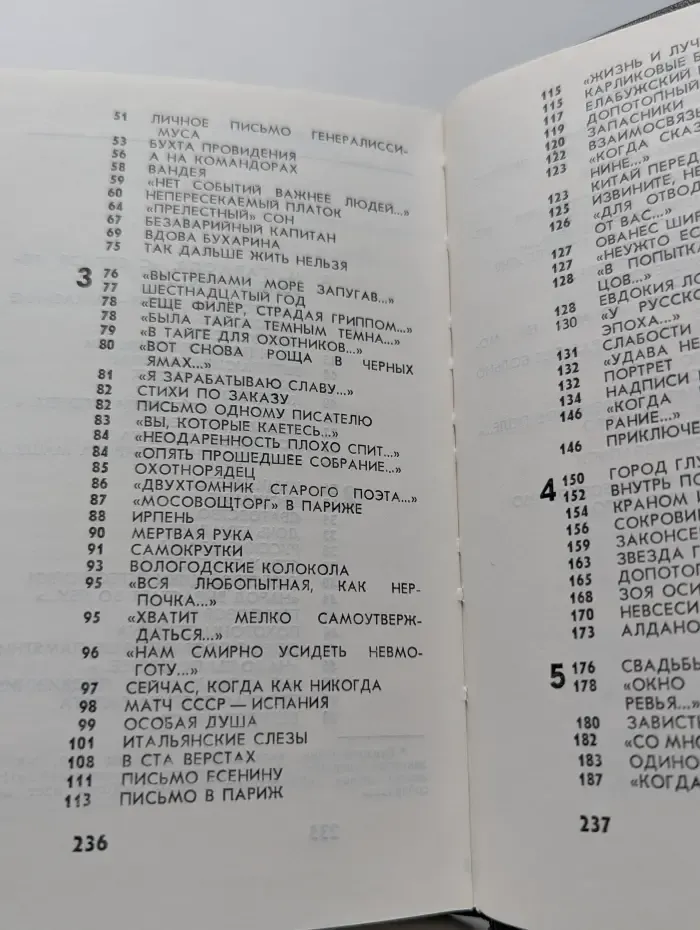 51 ЛИЧНОЕ ПИСЬМО ГЕНЕРАЛИССИ-
МУСА
53 БУХТА ПРОВИДЕНИЯ
56 А НА КОМАНДОРАХ
58 ВАНДЕЯ
59 «НЕТ СОБЫТИЙ ВАЖНЕЕ ЛЮДЕЙ...»
60 НЕПЕРЕСЕКАЕМЫЙ ПЛАТОК
64 «ПРЕЛЕСТНЫЙ» СОН
67 БЕЗАВАРИЙНЫЙ КАПИТАН
69 ВДОВА БУХАРИНА
75 ТАК ДАЛЬШЕ ЖИТЬ НЕЛЬЗЯ
3 76 «ВЫСТРЕЛАМИ МОРЕ ЗАПУГАВ...»
77 ШЕСТНАДЦАТЫЙ ГОД
78 «ЕЩЕ ФИЛЕР, СТРАДАЯ ГРИППОМ...»
78 «БЫЛА ТАЙГА ТЕМНЫМ ТЕМНА...»
79 «В ТАЙГЕ ДЛЯ ОХОТНИКОВ...»
80 «ВОТ СНОВА РОЩА В ЧЕРНЫХ
ЯМАХ...»
81 «Я ЗАРАБАТЫВАЮ СЛАВУ...»
82 СТИХИ ПО ЗАКАЗУ
82 ПИСЬМО ОДНОМУ ПИСАТЕЛЮ
83 «ВЫ, КОТОРЫЕ КАЕТЕСЬ...»
84 «НЕОДАРЕННОСТЬ ПЛОХО СПИТ...»
84 «ОПЯТЬ ПРОШЕДШЕЕ СОБРАНИЕ...»
85 ОХОТНОРЯДЕЦ
86 «ДВУХТОМНИК СТАРОГО ПОЭТА...»
87 «МОСОВОЩТОРГ» В ПАРИЖЕ
88 ИРПЕНЬ
90 МЕРТВАЯ РУКА
91 САМОКРУТКИ
93 ВОЛОГОДСКИЕ КОЛОКОЛА
95 «ВСЯ ЛЮБОПЫТНАЯ, КАК НЕР-
ПОЧКА...»
95 «ХВАТИТ МЕЛКО САМОУТВЕРЖ-
ДАТЬСЯ...»
96 «НАМ СМИРНО УСИДЕТЬ НЕВМО-
ГОТУ...»
97 СЕЙЧАС, КОГДА КАК НИКОГДА
98 МАТЧ СССР — ИСПАНИЯ
99 ОСОБАЯ ДУША
101 ИТАЛЬЯНСКИЕ СЛЕЗЫ
108 В СТА ВЕРСТАХ
111 ПИСЬМО ЕСЕНИНУ
113 ПИСЬМО В ПАРИЖ
236
115 «ЖИЗНЬ И ЛУЧ
115 КАРЛИКОВЫЕ Б
117 ЕЛАБУЖСКИЙ
119 ДОПОТОПНЫЙ
120 ЗАПАСНИКИ
122 ВЗАИМОСВЯЗЬ
123 «КОГДА СКАЗ
НИНЕ...»
123 КИТАЙ ПЕРЕД
125 ИЗВИНИТЕ, НЕ
126 «ДЛЯ ОТВОД
ОТ ВАС...»
127 ОВАНЕС ШИР
127 «НЕУЖТО ЕС
128 «В ПОПЫТКА
ЦОВ...»
128 ЕВДОКИЯ ЛО
130 «У РУССКО
ЭПОХА...»
131 СЛАБОСТИ
132 «УДАВА НЕ
132 ПОРТРЕТ
134 НАДПИСИ
146 «КОГДА
РАНИЕ...»
146 ПРИКЛЮЧЕ
4 150 ГОРОД ГЛУ
152 ВНУТРЬ ПО
154 КРАНОМ И
156 СОКРОВИ
159 ЗАКОНСЕ
163 ЗВЕЗДА Г
165 ДОПОТОП
168 ЗОЯ ОСИ
170 НЕВСЕСИ
173 АЛДАНО
5 176 СВАДЬБЫ
178 «ОКНО
РЕВЬЯ...»
180 ЗАВИСТЬ
182 «СО МНО
183 ОДИНО
187 «КОГДА
237